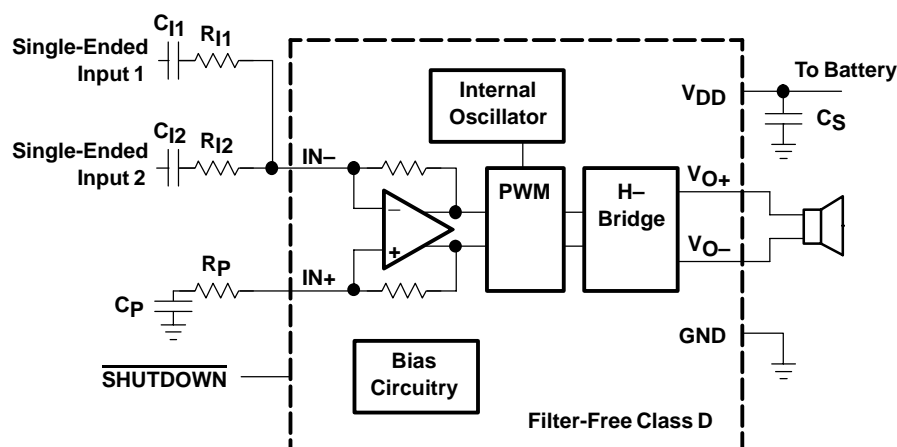 CI1
RI1
Single-Ended
Input 1
CI2
RI2
Single-Ended
Input 2
IN–
Internal
Oscillator
VDD
To Battery
CS
PWM
H–
Bridge
VO+
VO–
–
+
RP
IN+
CP
SHUTDOWN
Bias
Circuitry
GND
Filter-Free Class D